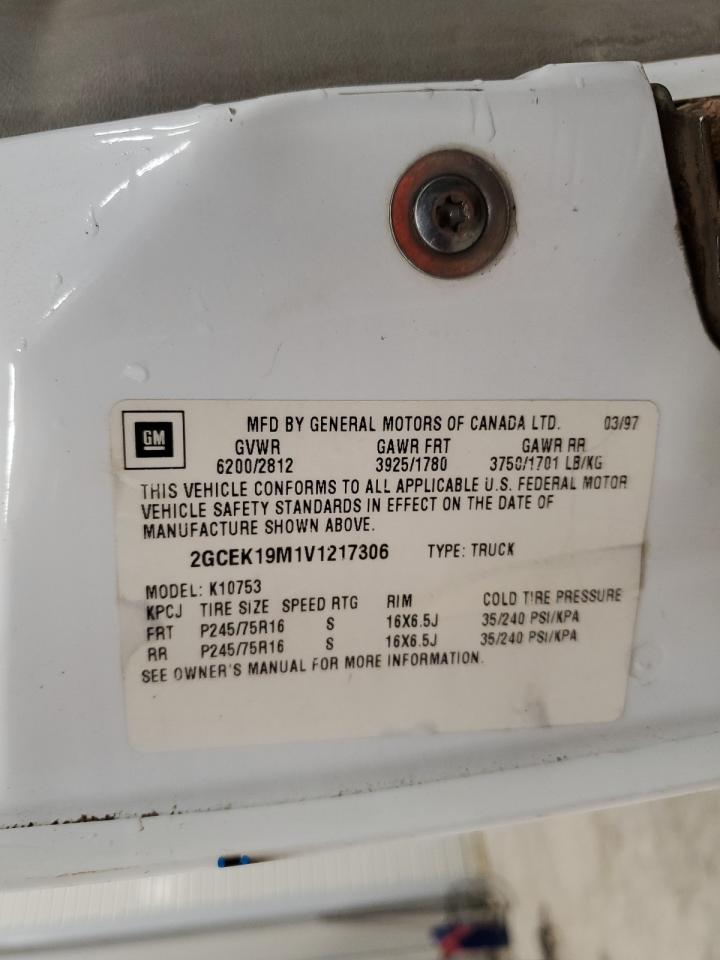 GM
MFD BY GENERAL MOTORS OF CANADA LTD. 03/97
GVWR GAWR FRT GAWR RR
6200/2812 3925/1780 3750/1701 LB/KG
THIS VEHICLE CONFORMS TO ALL APPLICABLE U.S. FEDERAL MOTOR
VEHICLE SAFETY STANDARDS IN EFFECT ON THE DATE OF
MANUFACTURE SHOWN ABOVE.
2GCEK19M1V1217306 TYPE: TRUCK
MODEL: K10753
KPCJ TIRE SIZE SPEED RTG RIM COLD TIRE PRESSURE
FRT P245/75R16 S 16X6.5J 35/240 PSI/KPA
RR P245/75R16 S 16X6.5J 35/240 PSI/KPA
SEE OWNER'S MANUAL FOR MORE INFORMATION.